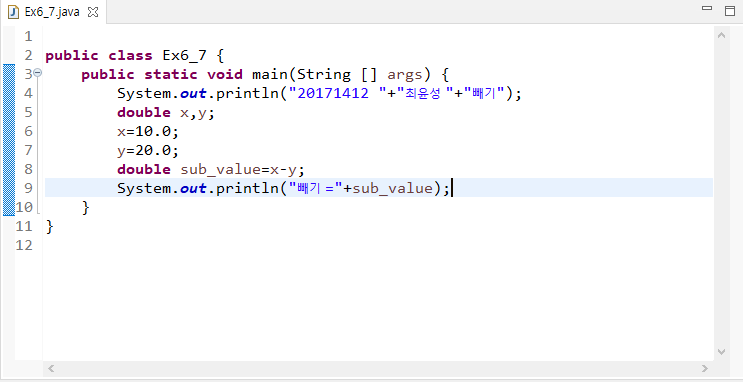 Ex6_7.java
1
2 public class Ex6_7 {
3 public static void main(String [] args) {
4 System.out.println("20171412 "+"최윤성 "+"빼기");
5 double x,y;
6 x=10.0;
7 y=20.0;
8 double sub_value=x-y;
9 System.out.println("빼기 ="+sub_value);
10 }
11 }
12